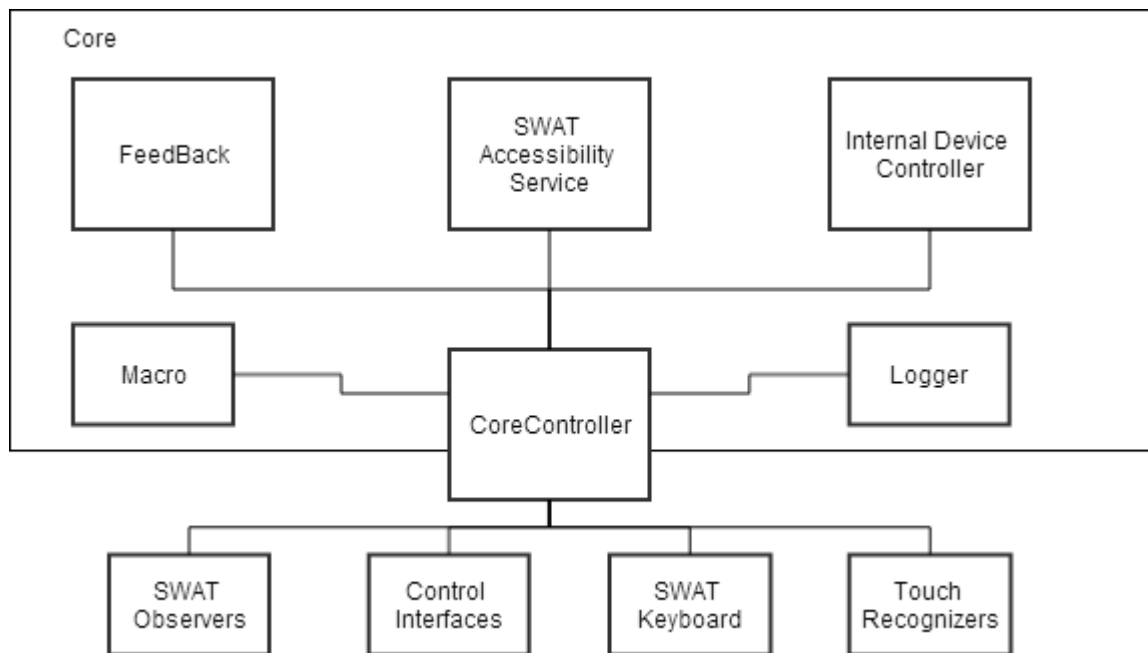 Core
FeedBack
SWAT
Accessibility
Service
Internal Device
Controller
Macro
Logger
CoreController
SWAT
Observers
Control
Interfaces
SWAT
Keyboard
Touch
Recognizers